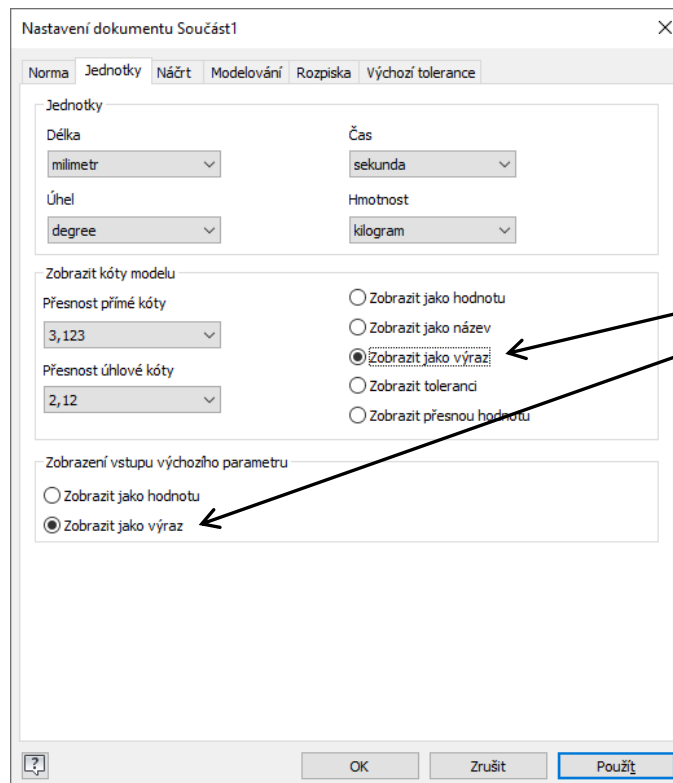 Nastavení dokumentu Součást1
Norma Jednotky Náčrt Modelování Rozpiska Výchozí tolerance
Jednotky
Délka Čas
milimetr sekunda
Úhel Hmotnost
degree kilogram
Zobrazit kóty modelu
Přesnost přímé kóty
3,123
Přesnost úhlové kóty
2,12
Zobrazit jako hodnotu
Zobrazit jako název
Zobrazit jako výraz
Zobrazit toleranci
Zobrazit přesnou hodnotu
Zobrazení vstupu výchozího parametru
Zobrazit jako hodnotu
Zobrazit jako výraz
? OK Zrušit Použít